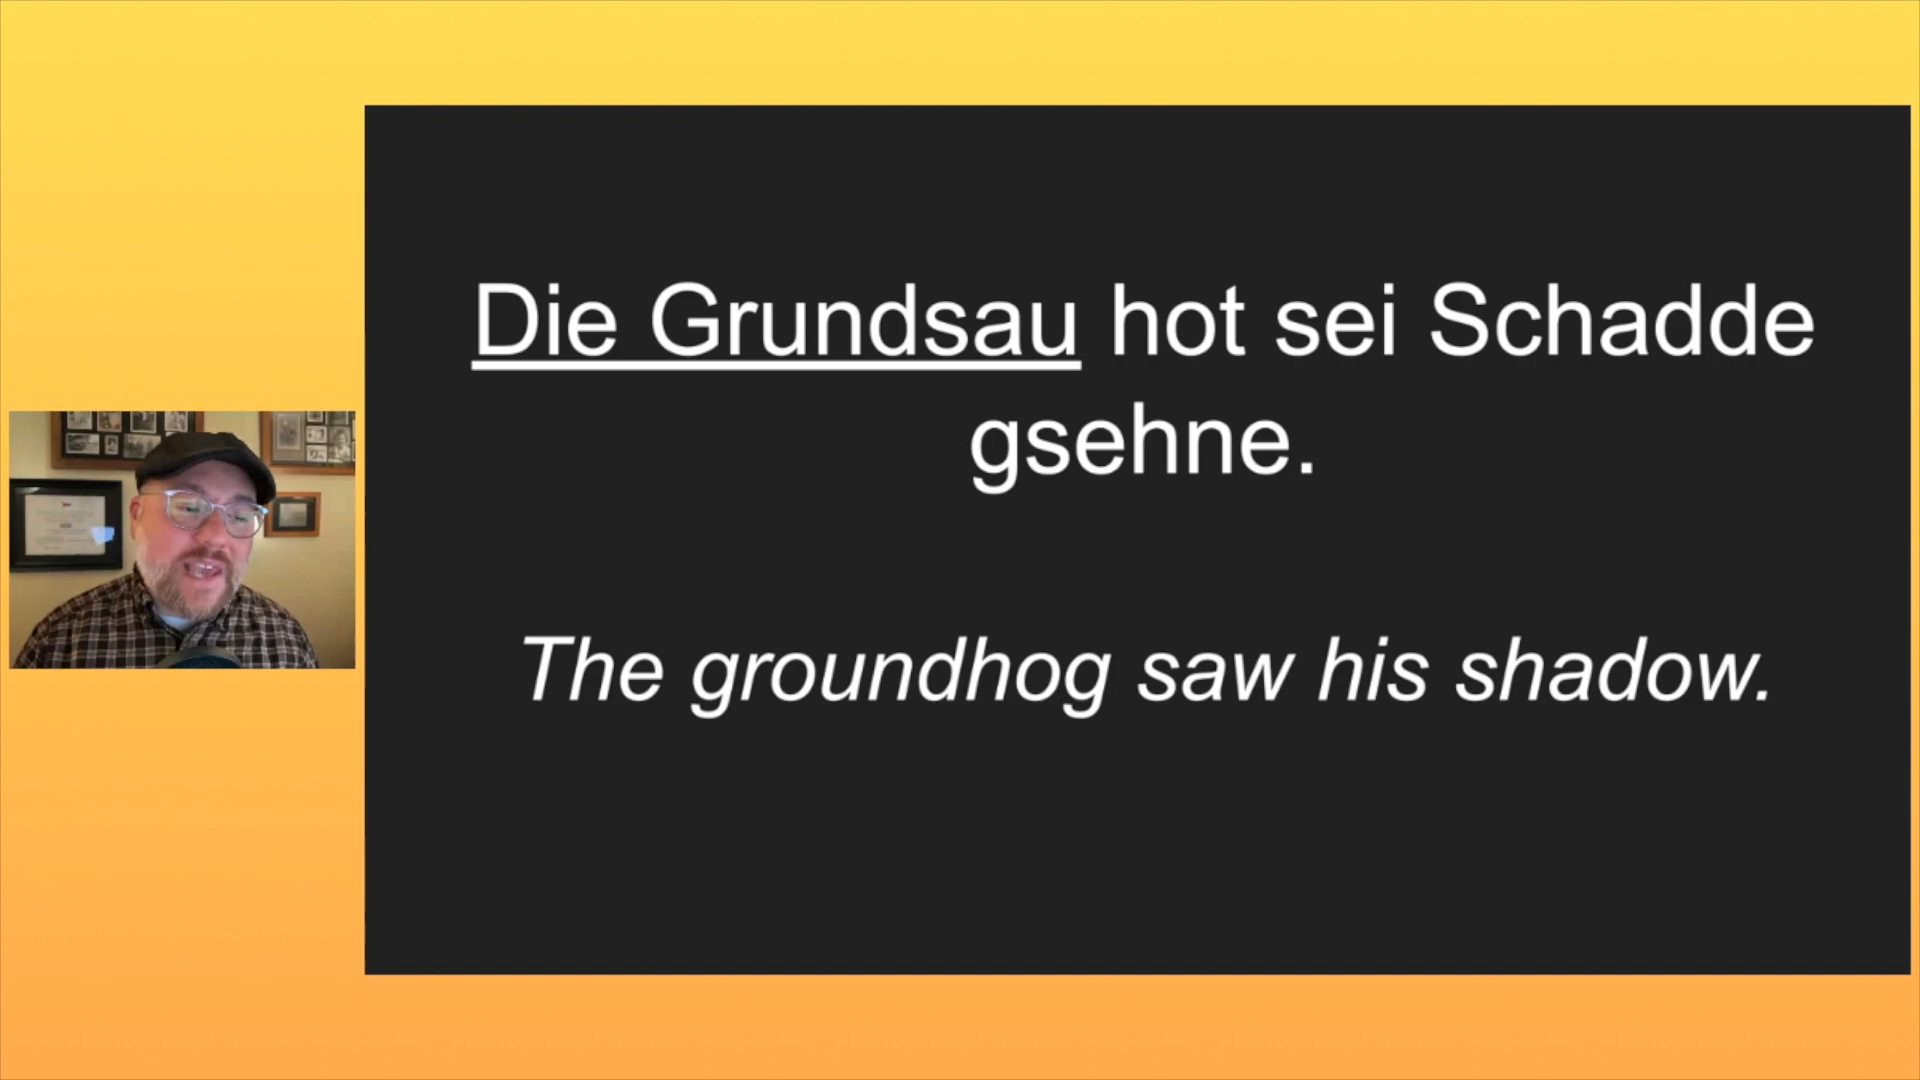 Die Grundsau hot sei Schadde
gsehne.
The groundhog saw his shadow.